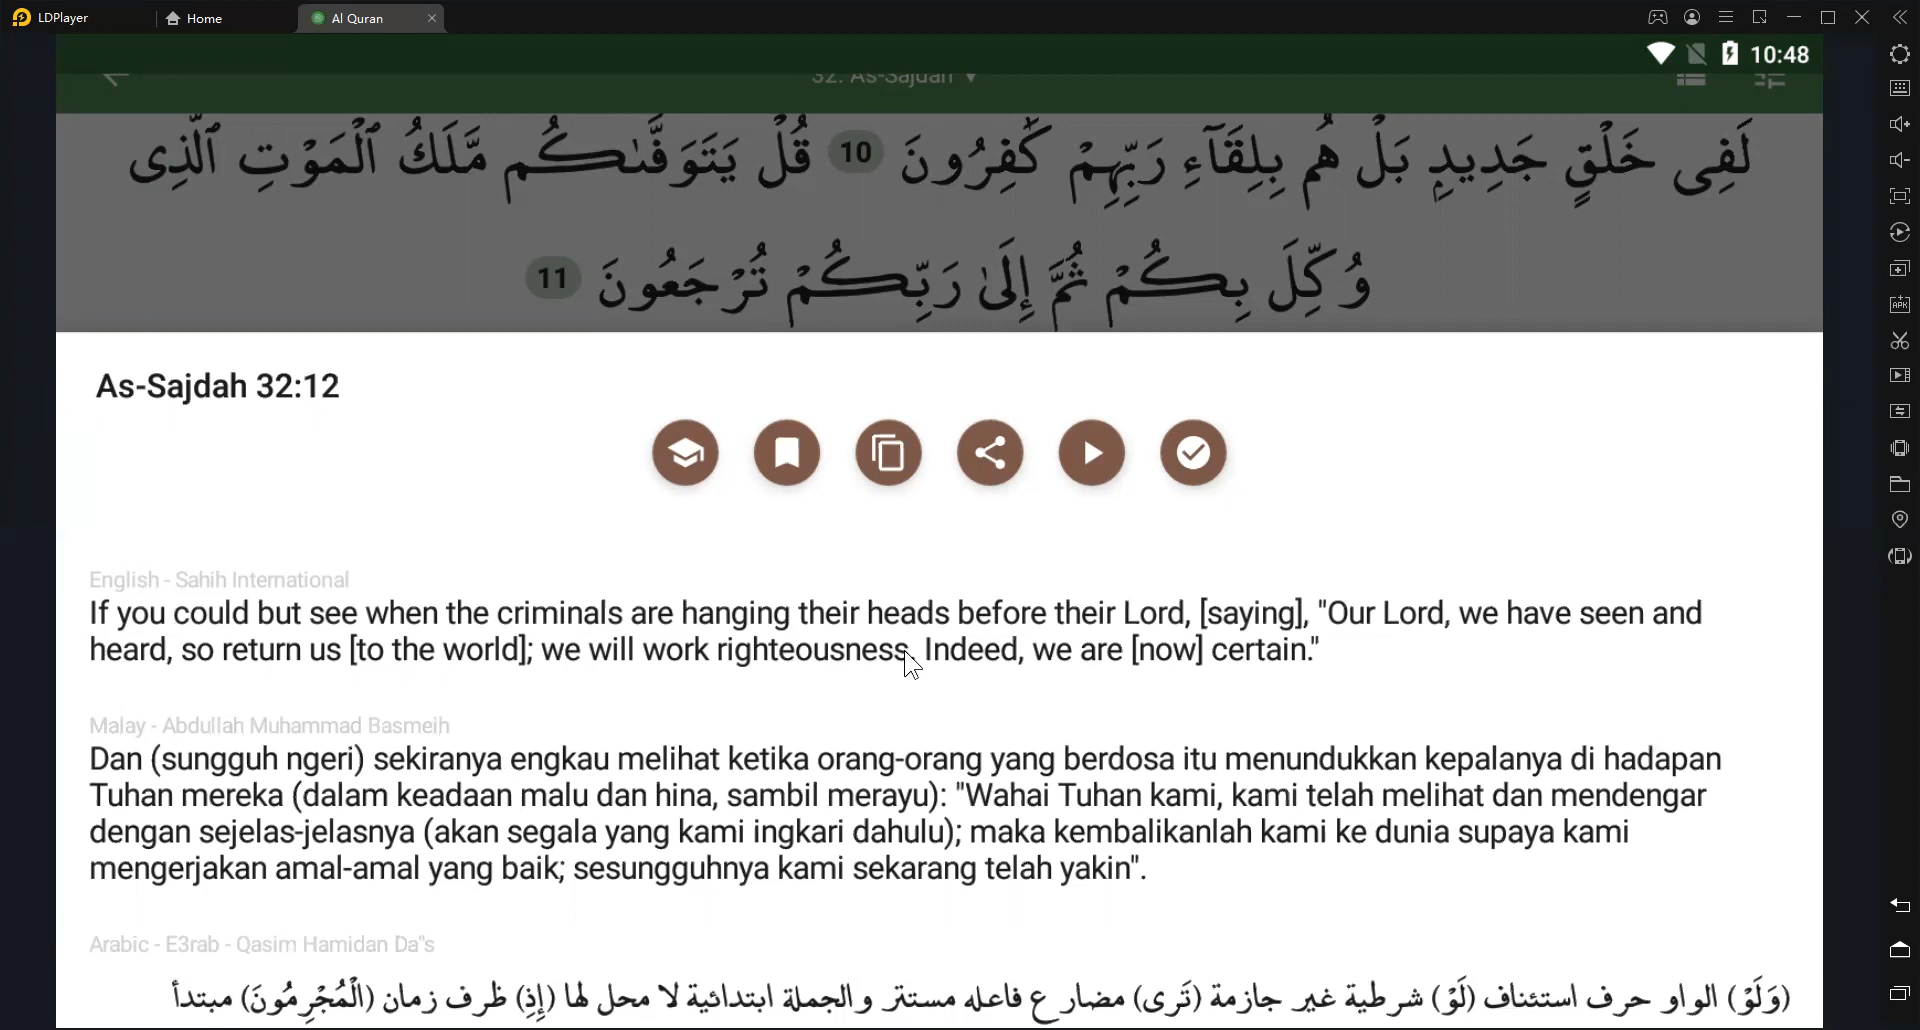 LDPlayer
Home
Al Quran
10:48
32. As-Sajdah ▼
لَفِى خَلْقٍ جَدِيدٍۭ بَلْ هُم بِلِقَآءِ رَبِّهِمْ كَٰفِرُونَ 10 قُلْ يَتَوَفَّىٰكُم مَّلَكُ ٱلْمَوْتِ ٱلَّذِى
وُكِّلَ بِكُمْ ثُمَّ إِلَىٰ رَبِّكُمْ تُرْجَعُونَ 11
As-Sajdah 32:12
English - Sahih International
If you could but see when the criminals are hanging their heads before their Lord, [saying], "Our Lord, we have seen and
heard, so return us [to the world]; we will work righteousness. Indeed, we are [now] certain."
Malay - Abdullah Muhammad Basmeih
Dan (sungguh ngeri) sekiranya engkau melihat ketika orang-orang yang berdosa itu menundukkan kepalanya di hadapan
Tuhan mereka (dalam keadaan malu dan hina, sambil merayu): "Wahai Tuhan kami, kami telah melihat dan mendengar
dengan sejelas-jelasnya (akan segala yang kami ingkari dahulu); maka kembalikanlah kami ke dunia supaya kami
mengerjakan amal-amal yang baik; sesungguhnya kami sekarang telah yakin".
Arabic - E3rab - Qasim Hamidan Da"s
(وَلَوْ) الواو حرف استئناف (لَوْ) شرطية غير جازمة (تَرى) مضارع فاعله مستتر والجملة ابتدائية لا محل لها (إِذِ) ظرف زمان (الْمُجْرِمُونَ) مبتدأ